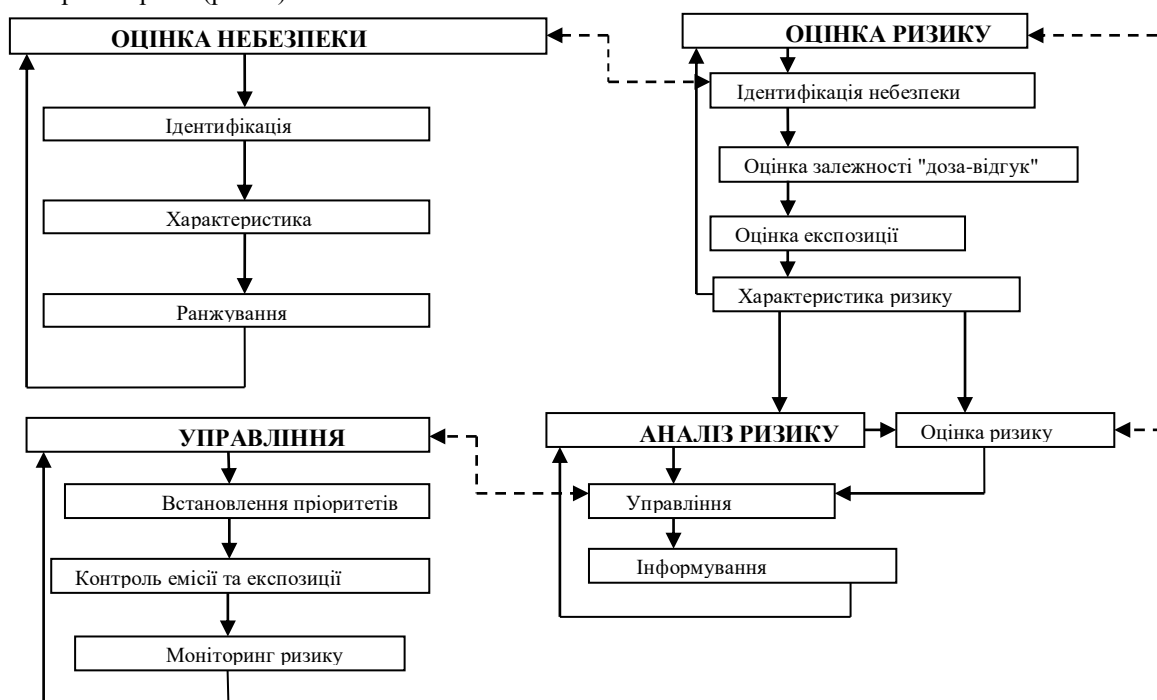 ОЦІНКА НЕБЕЗПЕКИ
Ідентифікація
Характеристика
Ранжування
ОЦІНКА РИЗИКУ
Ідентифікація небезпеки
Оцінка залежності "доза-відгук"
Оцінка експозиції
Характеристика ризику
УПРАВЛІННЯ
Встановлення пріоритетів
Контроль емісії та експозиції
Моніторинг ризику
АНАЛІЗ РИЗИКУ
Оцінка ризику
Управління
Інформування